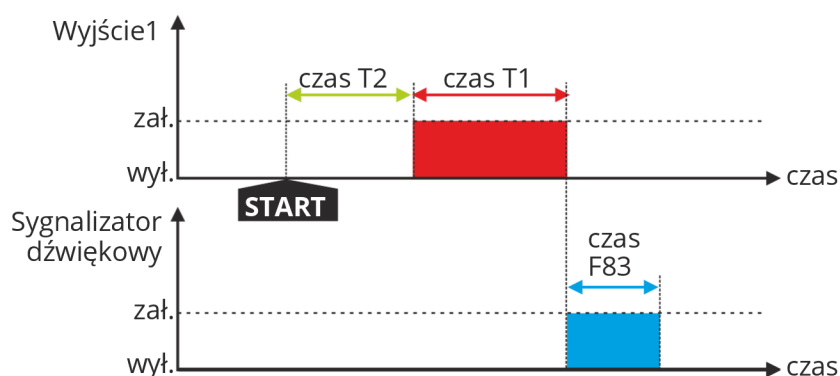 Wyjście1
czas T2
czas T1
zał.
wył.
czas
START
Sygnalizator
dźwiękowy
czas
F83
zał.
wył.
czas